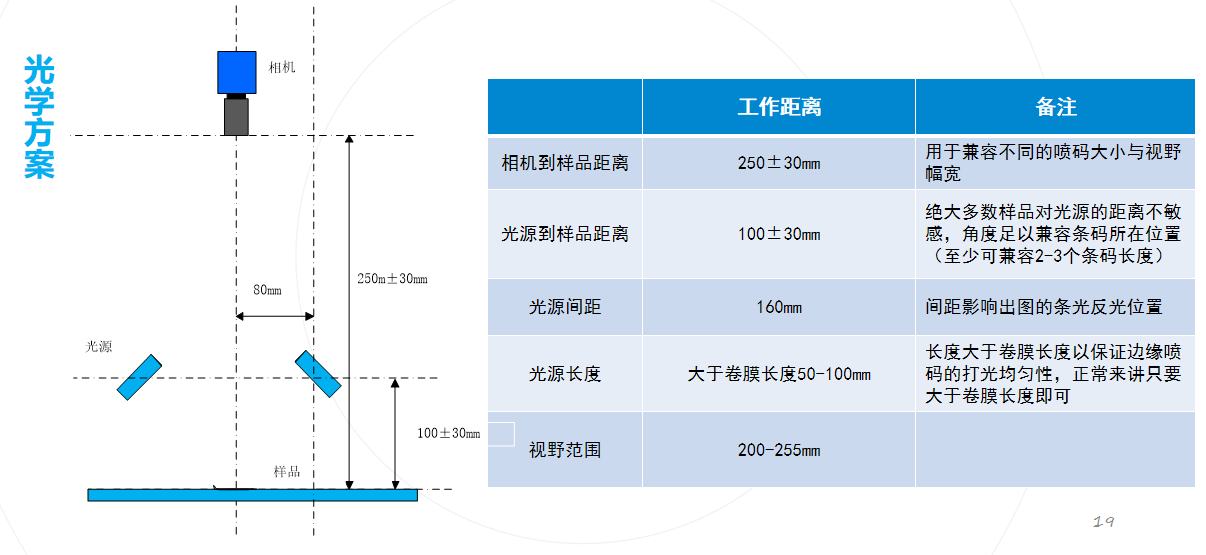 光学方案
相机
250m±30mm
80mm
光源
100±30mm
样品
工作距离
备注
相机到样品距离
250±30mm
用于兼容不同的喷码大小与视野
幅宽
光源到样品距离
100±30mm
绝大多数样品对光源的距离不敏
感，角度足以兼容条码所在位置
（至少可兼容2-3个条码长度）
光源间距
160mm
间距影响出图的条光反光位置
光源长度
大于卷膜长度50-100mm
长度大于卷膜长度以保证边缘喷
码的打光均匀性，正常来讲只要
大于卷膜长度即可
视野范围
200-255mm
19